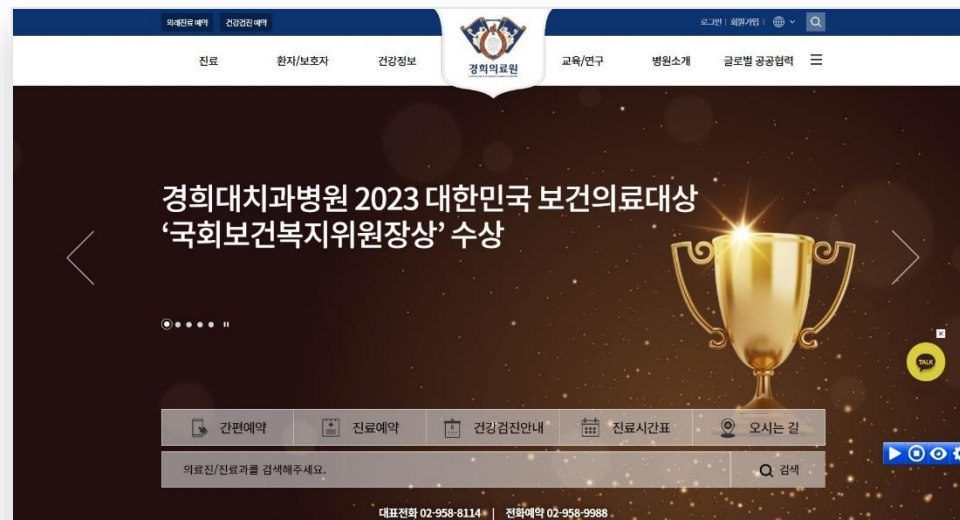 외래진료 예약 건강검진 예약
로그인 | 회원가입 |
진료 환자/보호자 건강정보 경희의료원 교육/연구 병원소개 글로벌 공공협력
경희대치과병원 2023 대한민국 보건의료대상
‘국회보건복지위원장상’ 수상
TALK
간편예약 진료예약 건강검진안내 진료시간표 오시는 길
의료진/진료과를 검색해주세요. 검색
대표전화 02-958-8114 | 전화예약 02-958-9988